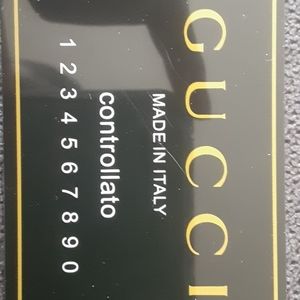 GUCCI
MADE IN ITALY
controllato
1 2 3 4 5 6 7 8 9 0